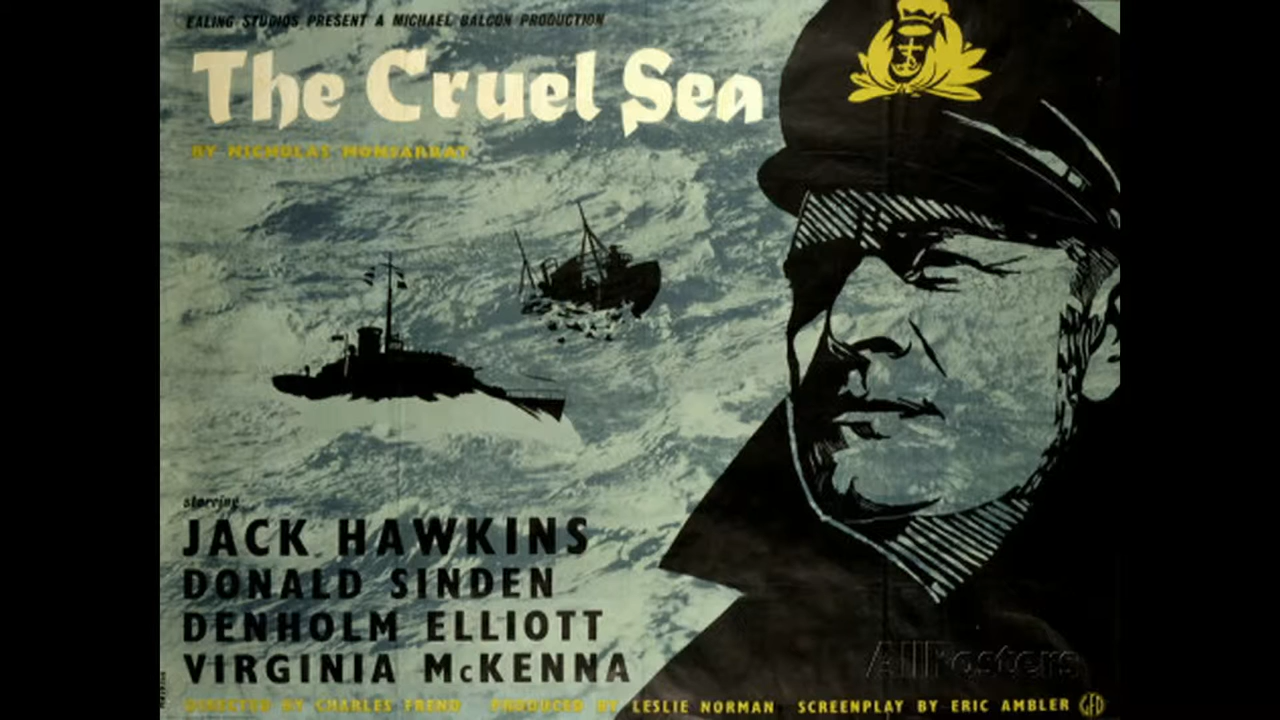 EALING STUDIOS PRESENT A MICHAEL BALCON PRODUCTION
The Cruel Sea
BY NICHOLAS MONSARRAT
starring
JACK HAWKINS
DONALD SINDEN
DENHOLM ELLIOTT
VIRGINIA McKENNA
AllPosters
DIRECTED BY CHARLES FREND PRODUCED BY LESLIE NORMAN SCREENPLAY BY ERIC AMBLER GFD